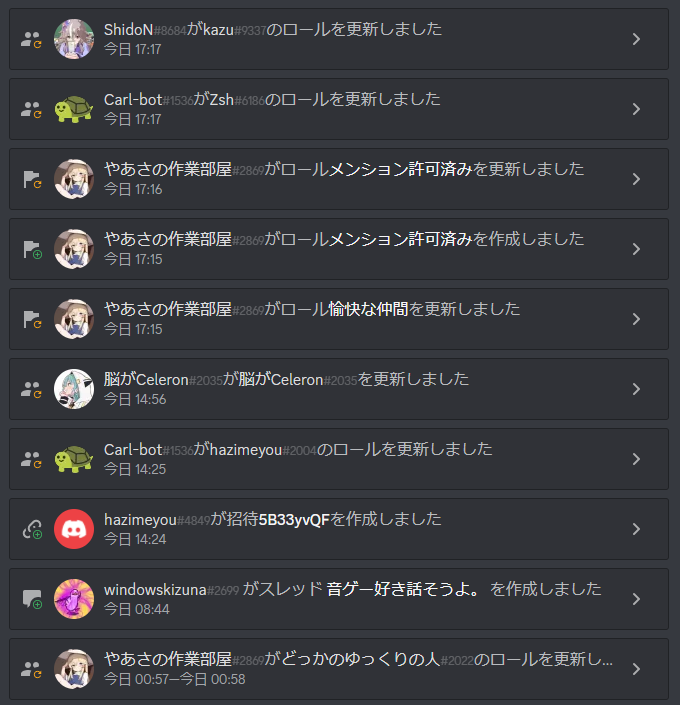 ShidoN#8684がkazu#9337のロールを更新しました
今日 17:17
Carl-bot#1536がZsh#6186のロールを更新しました
今日 17:17
やあさの作業部屋#2869がロールメンション許可済みを更新しました
今日 17:16
やあさの作業部屋#2869がロールメンション許可済みを作成しました
今日 17:15
やあさの作業部屋#2869がロール愉快な仲間を更新しました
今日 17:15
脳がCeleron#2035が脳がCeleron#2035を更新しました
今日 14:56
Carl-bot#1536がhazimeyou#2004のロールを更新しました
今日 14:25
hazimeyou#4849が招待5B33yvQFを作成しました
今日 14:24
windowskizuna#2699 がスレッド 音ゲー好き話そうよ。 を作成しました
今日 08:44
やあさの作業部屋#2869がどっかのゆっくりの人#2022のロールを更新し...
今日 00:57—今日 00:58